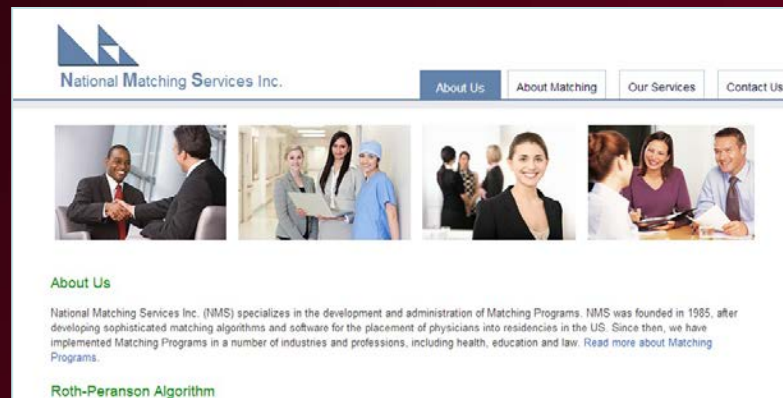 National Matching Services Inc.
About Us
About Matching
Our Services
Contact Us
About Us
National Matching Services Inc. (NMS) specializes in the development and administration of Matching Programs. NMS was founded in 1985, after
developing sophisticated matching algorithms and software for the placement of physicians into residencies in the US. Since then, we have
implemented Matching Programs in a number of industries and professions, including health, education and law. Read more about Matching
Programs.
Roth-Peranson Algorithm